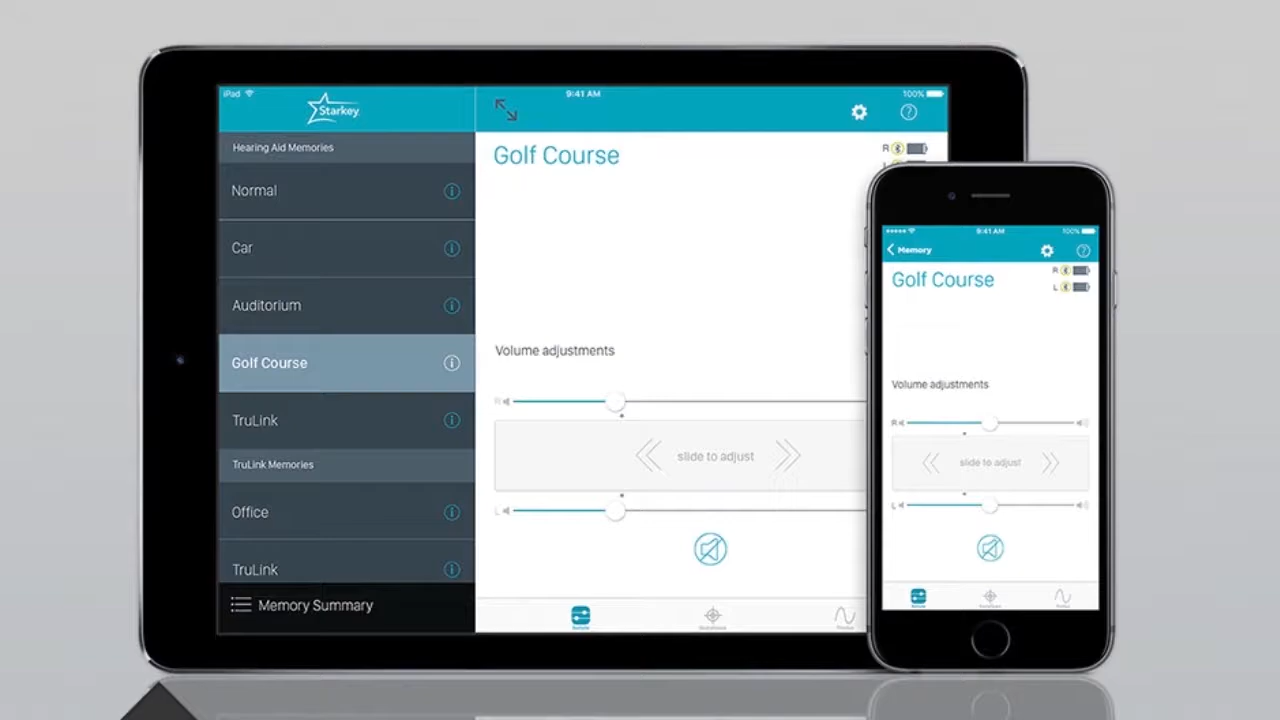 iPad
9:41 AM
100%
Starkey
Hearing Aid Memories
Normal
Car
Auditorium
Golf Course
TruLink
TruLink Memories
Office
TruLink
Memory Summary
Golf Course
R
L
Volume adjustments
R
slide to adjust
L
9:41 AM
100%
Memory
Golf Course
R
L
Volume adjustments
R
slide to adjust
L